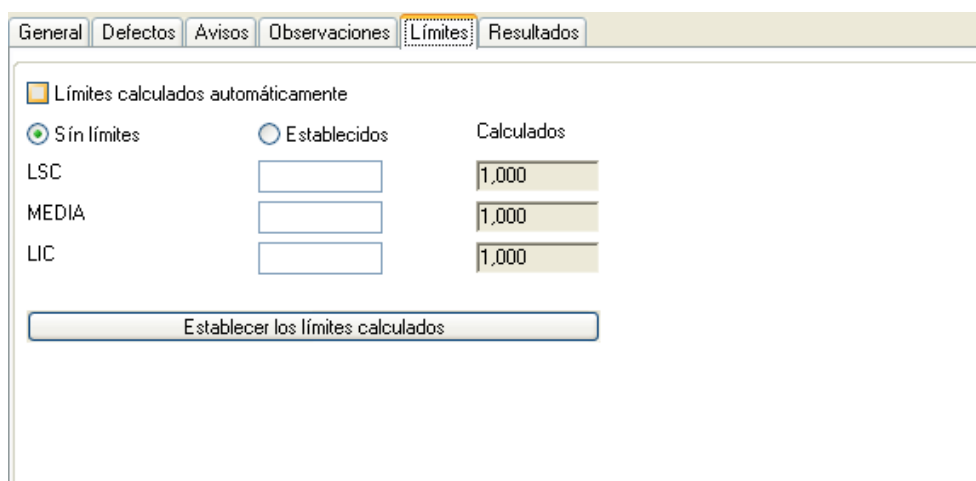 General Defectos Avisos Observaciones Límites Resultados
Límites calculados automáticamente
Sín límites Establecidos Calculados
LSC 1,000
MEDIA 1,000
LIC 1,000
Establecer los límites calculados